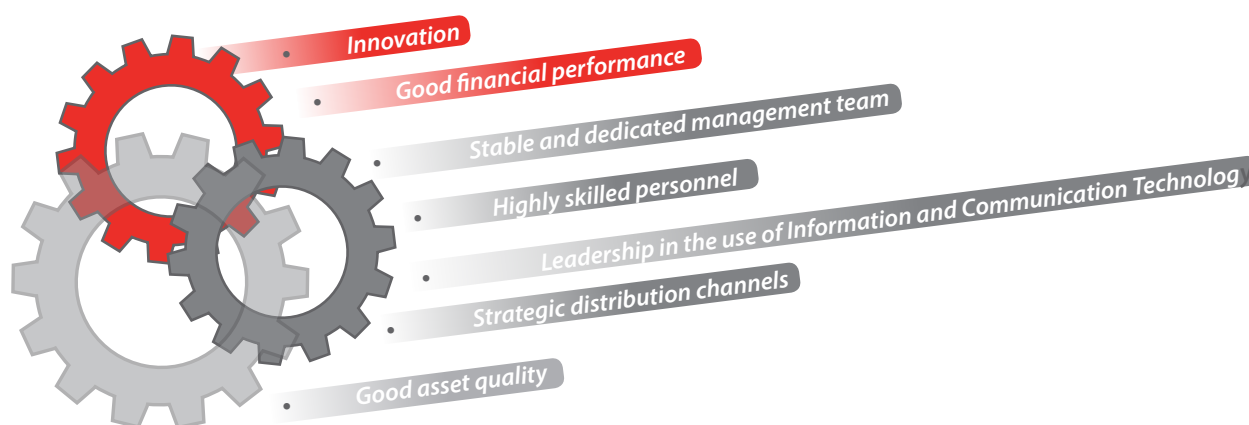 Innovation
Good financial performance
Stable and dedicated management team
Highly skilled personnel
Leadership in the use of Information and Communication Technology
Strategic distribution channels
Good asset quality